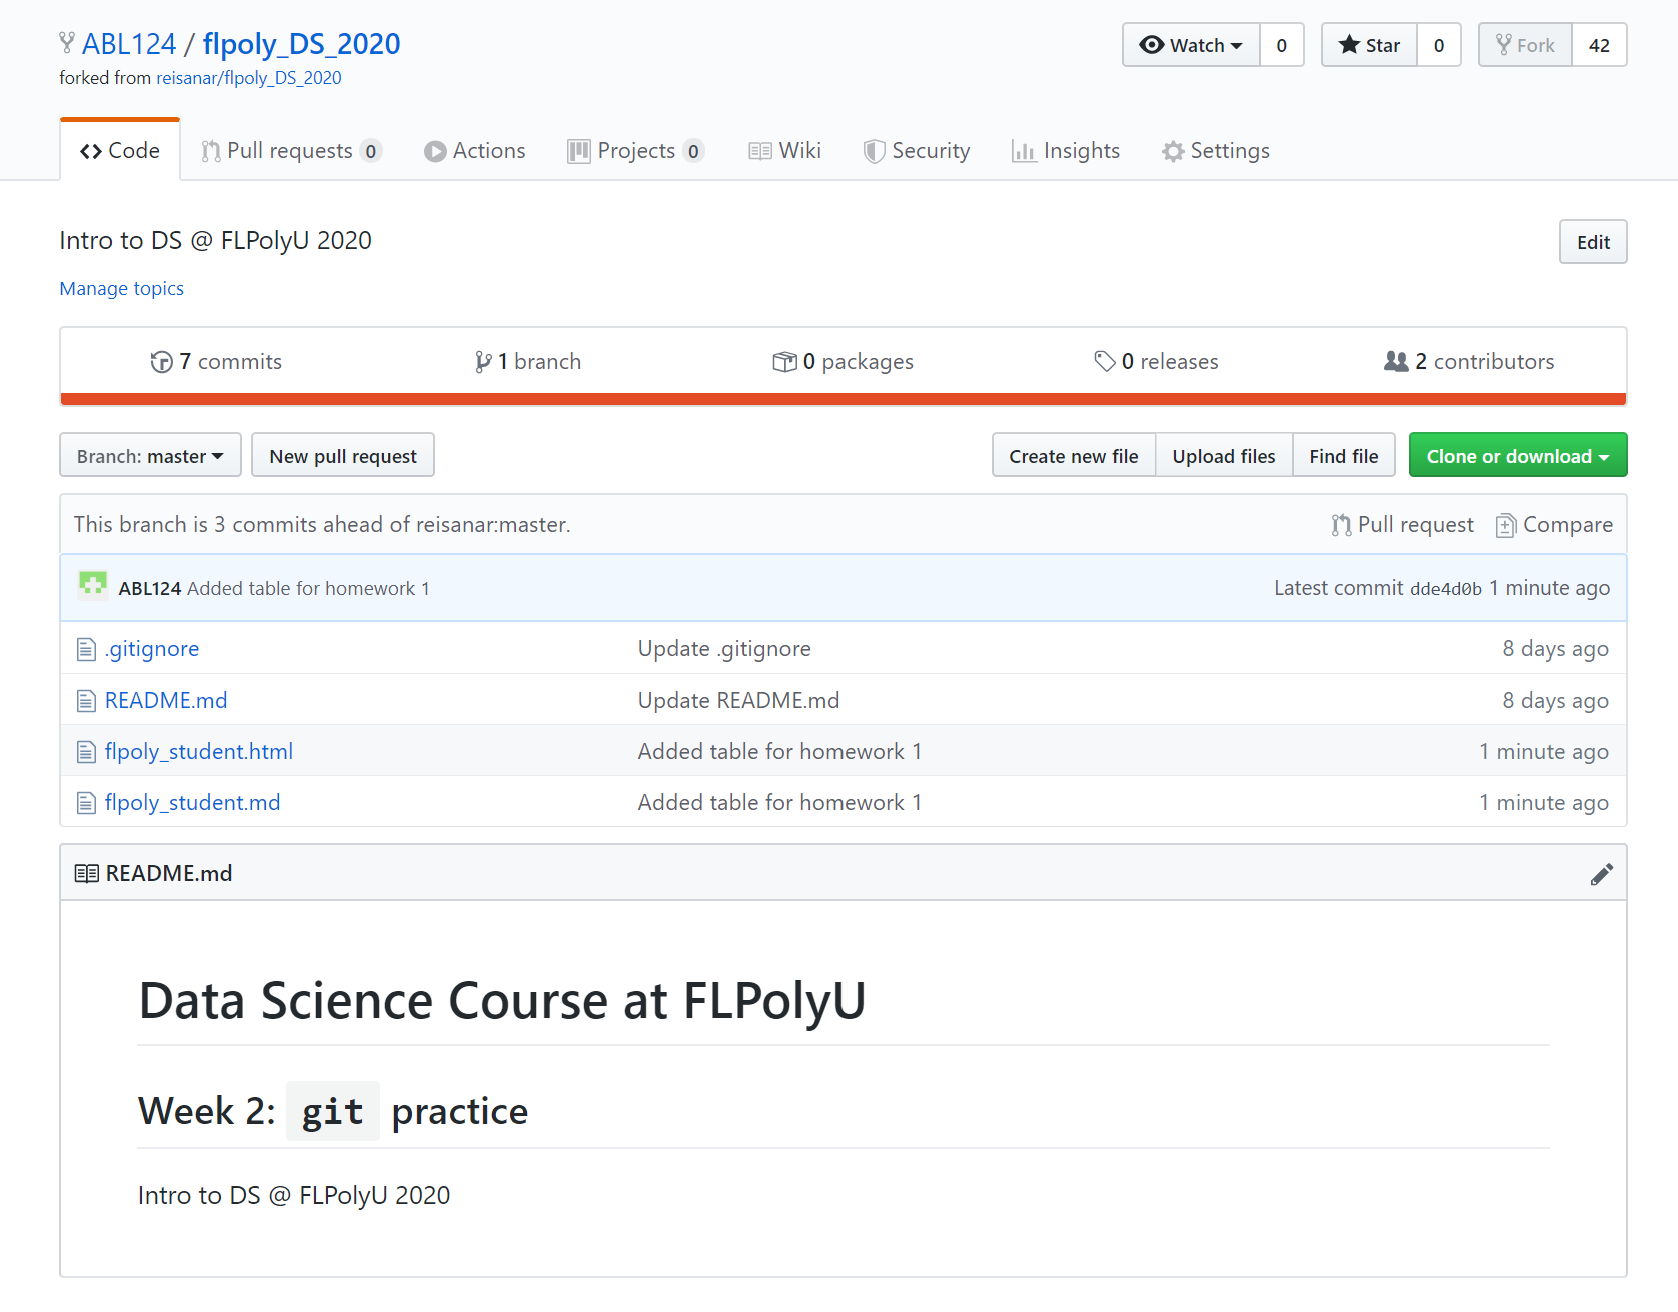 ABL124 / flpoly_DS_2020
Watch 0 Star 0 Fork 42
forked from reisanar/flpoly_DS_2020
Code Pull requests 0 Actions Projects 0 Wiki Security Insights Settings
Intro to DS @ FLPolyU 2020 Edit
Manage topics
7 commits 1 branch 0 packages 0 releases 2 contributors
Branch: master New pull request Create new file Upload files Find file Clone or download
This branch is 3 commits ahead of reisanar:master. Pull request Compare
ABL124 Added table for homework 1 Latest commit dde4d0b 1 minute ago
.gitignore Update .gitignore 8 days ago
README.md Update README.md 8 days ago
flpoly_student.html Added table for homework 1 1 minute ago
flpoly_student.md Added table for homework 1 1 minute ago
README.md
Data Science Course at FLPolyU
Week 2: git practice
Intro to DS @ FLPolyU 2020